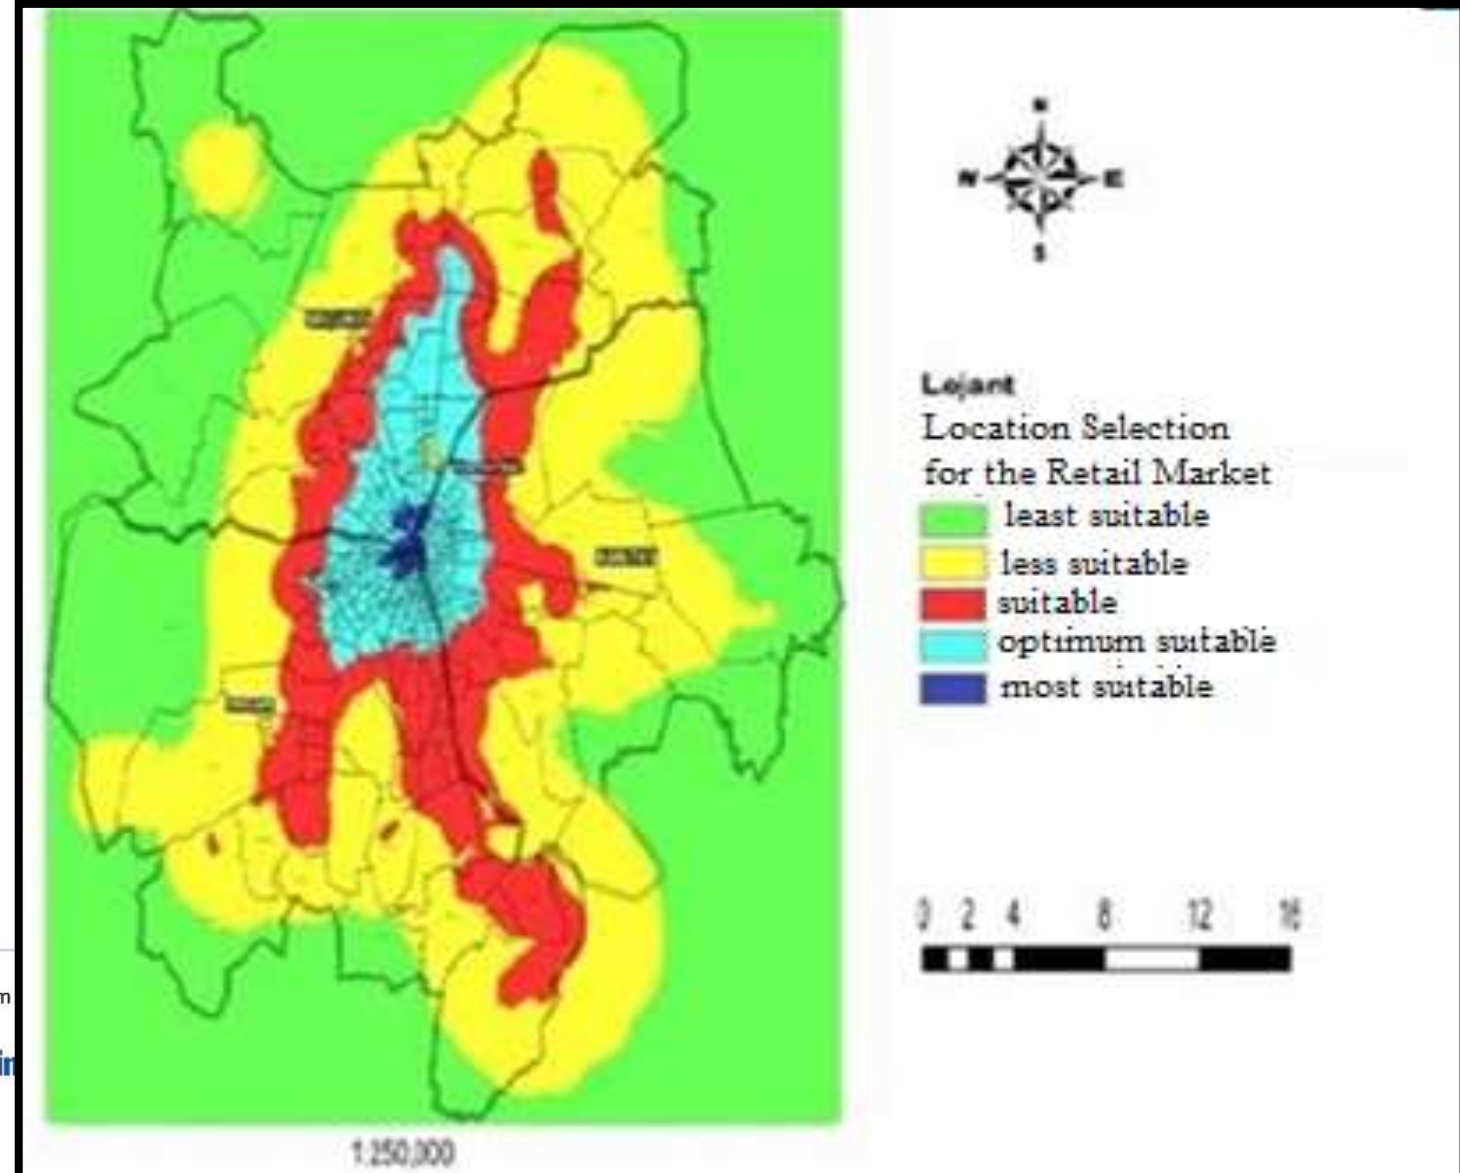 N
W
E
S
Lejant
Location Selection
for the Retail Market
least suitable
less suitable
suitable
optimum suitable
most suitable
0 2 4 8 12 16
1:250,000
m
in